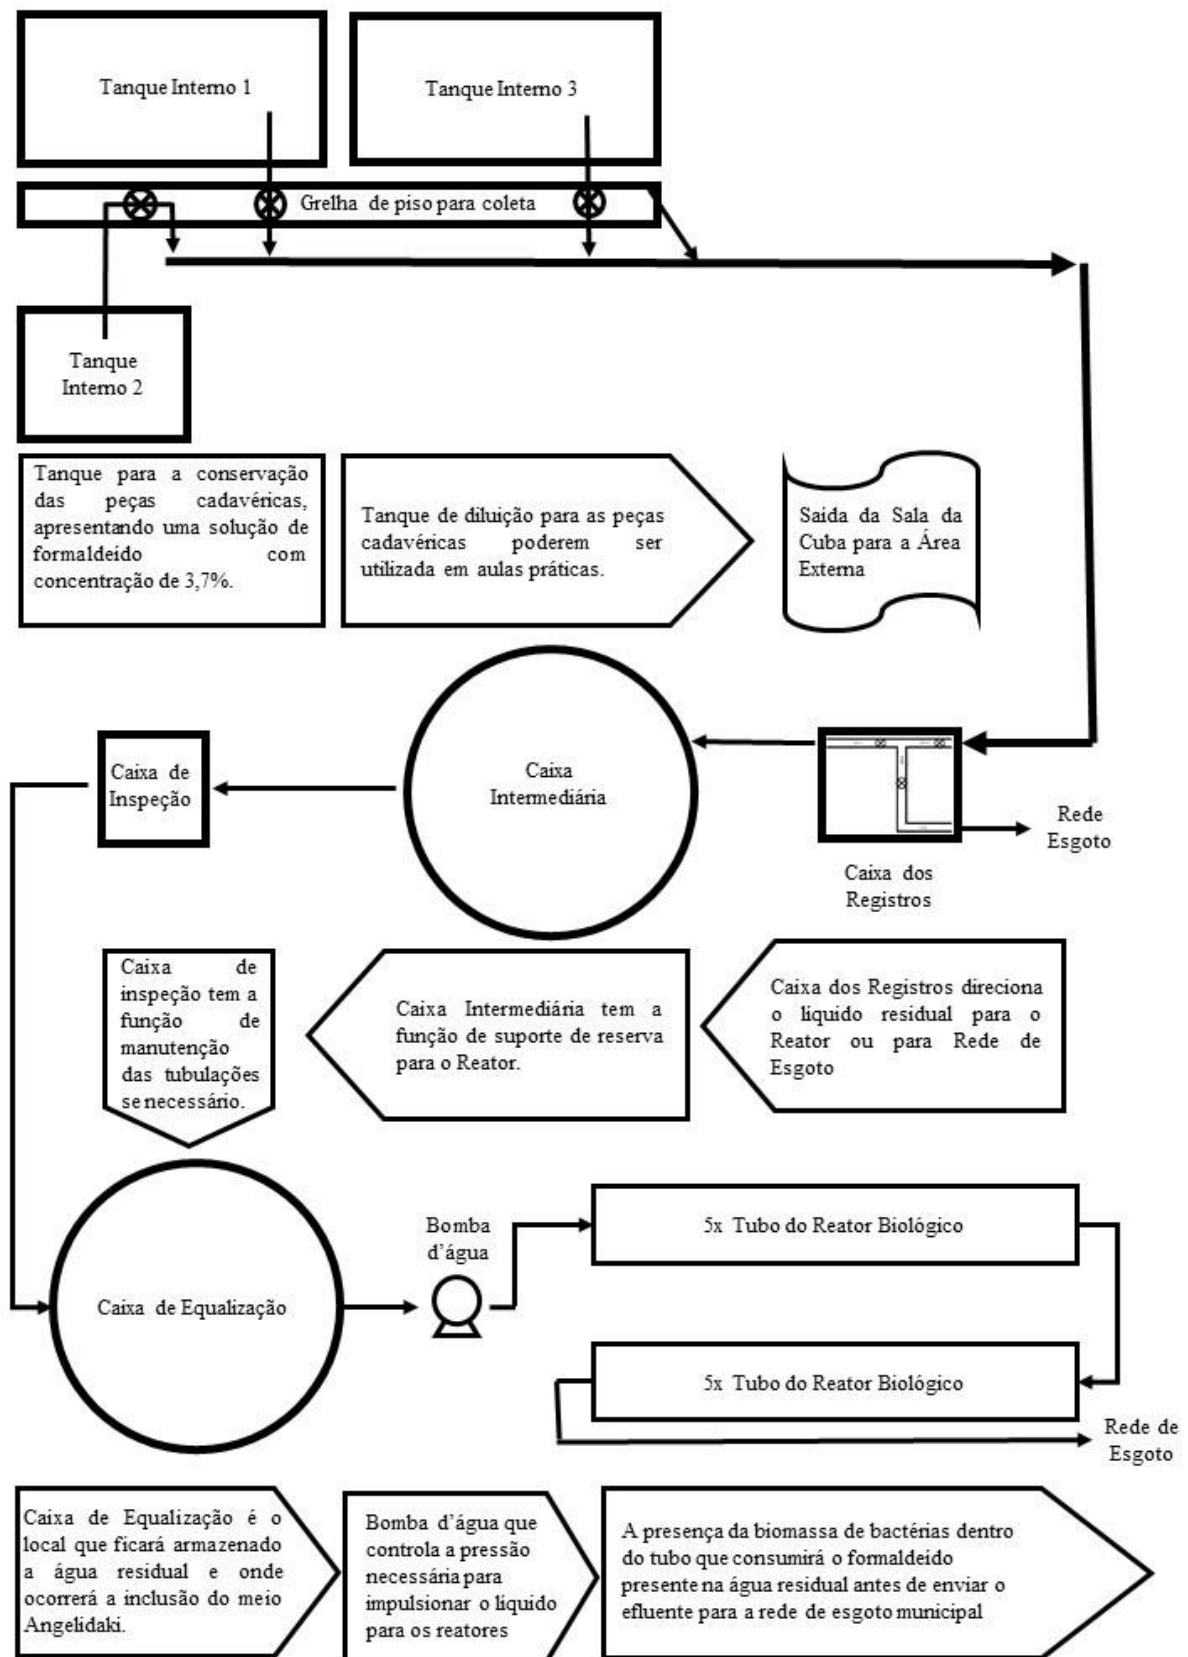 Tanque Interno 1
Tanque Interno 3
Grelha de piso para coleta
Tanque
Interno 2
Tanque para a conservação
das peças cadavéricas,
apresentando uma solução de
formaldeido com
concentração de 3,7%.
Tanque de diluição para as peças
cadavéricas poderem ser
utilizada em aulas práticas.
Saida da Sala da
Cuba para a Área
Externa
Caixa de
Inspeção
Caixa
Intermediária
Rede
Esgoto
Caixa dos
Registros
Caixa de
inspeção tem a
função de
manutenção
das tubulações
se necessário.
Caixa Intermediária tem a
função de suporte de reserva
para o Reator.
Caixa dos Registros direciona
o liquido residual para o
Reator ou para Rede de
Esgoto
Bomba
d'água
5x Tubo do Reator Biológico
Caixa de Equalização
5x Tubo do Reator Biológico
Rede de
Esgoto
Caixa de Equalização é o
local que ficará armazenado
a água residual e onde
ocorrerá a inclusão do meio
Angelidaki.
Bomba d'água que
controla a pressão
necessária para
impulsionar o liquido
para os reatores
A presença da biomassa de bactérias dentro
do tubo que consumirá o formaldeido
presente na água residual antes de enviar o
efluente para a rede de esgoto municipal